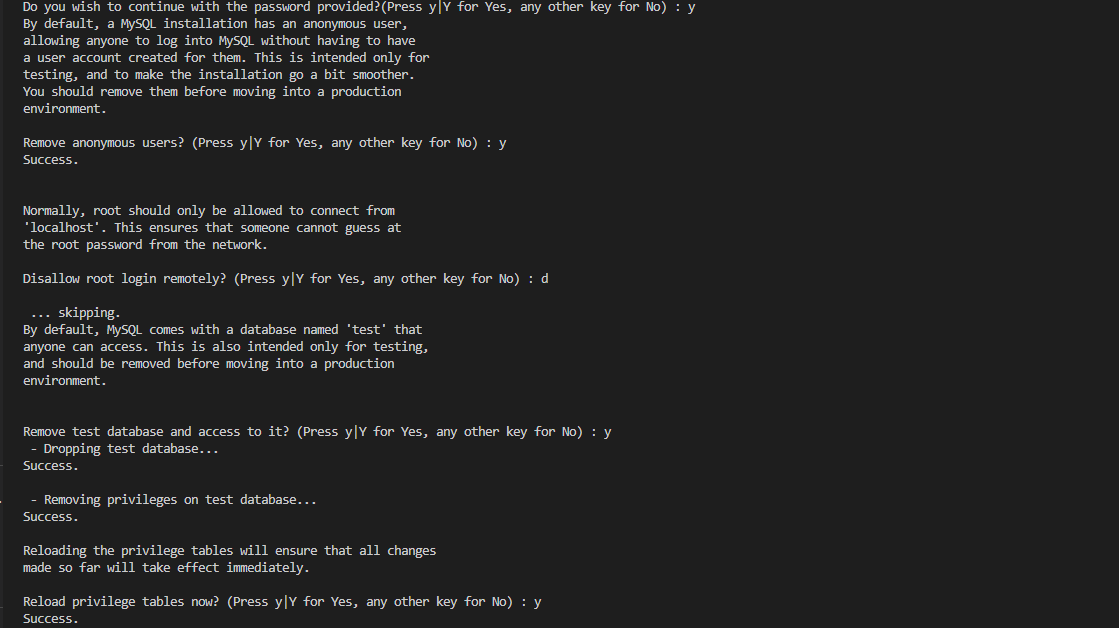 Do you wish to continue with the password provided?(Press y|Y for Yes, any other key for No) : y
By default, a MySQL installation has an anonymous user,
allowing anyone to log into MySQL without having to have
a user account created for them. This is intended only for
testing, and to make the installation go a bit smoother.
You should remove them before moving into a production
environment.
Remove anonymous users? (Press y|Y for Yes, any other key for No) : y
Success.
Normally, root should only be allowed to connect from
'localhost'. This ensures that someone cannot guess at
the root password from the network.
Disallow root login remotely? (Press y|Y for Yes, any other key for No) : d
... skipping.
By default, MySQL comes with a database named 'test' that
anyone can access. This is also intended only for testing,
and should be removed before moving into a production
environment.
Remove test database and access to it? (Press y|Y for Yes, any other key for No) : y
- Dropping test database...
Success.
- Removing privileges on test database...
Success.
Reloading the privilege tables will ensure that all changes
made so far will take effect immediately.
Reload privilege tables now? (Press y|Y for Yes, any other key for No) : y
Success.